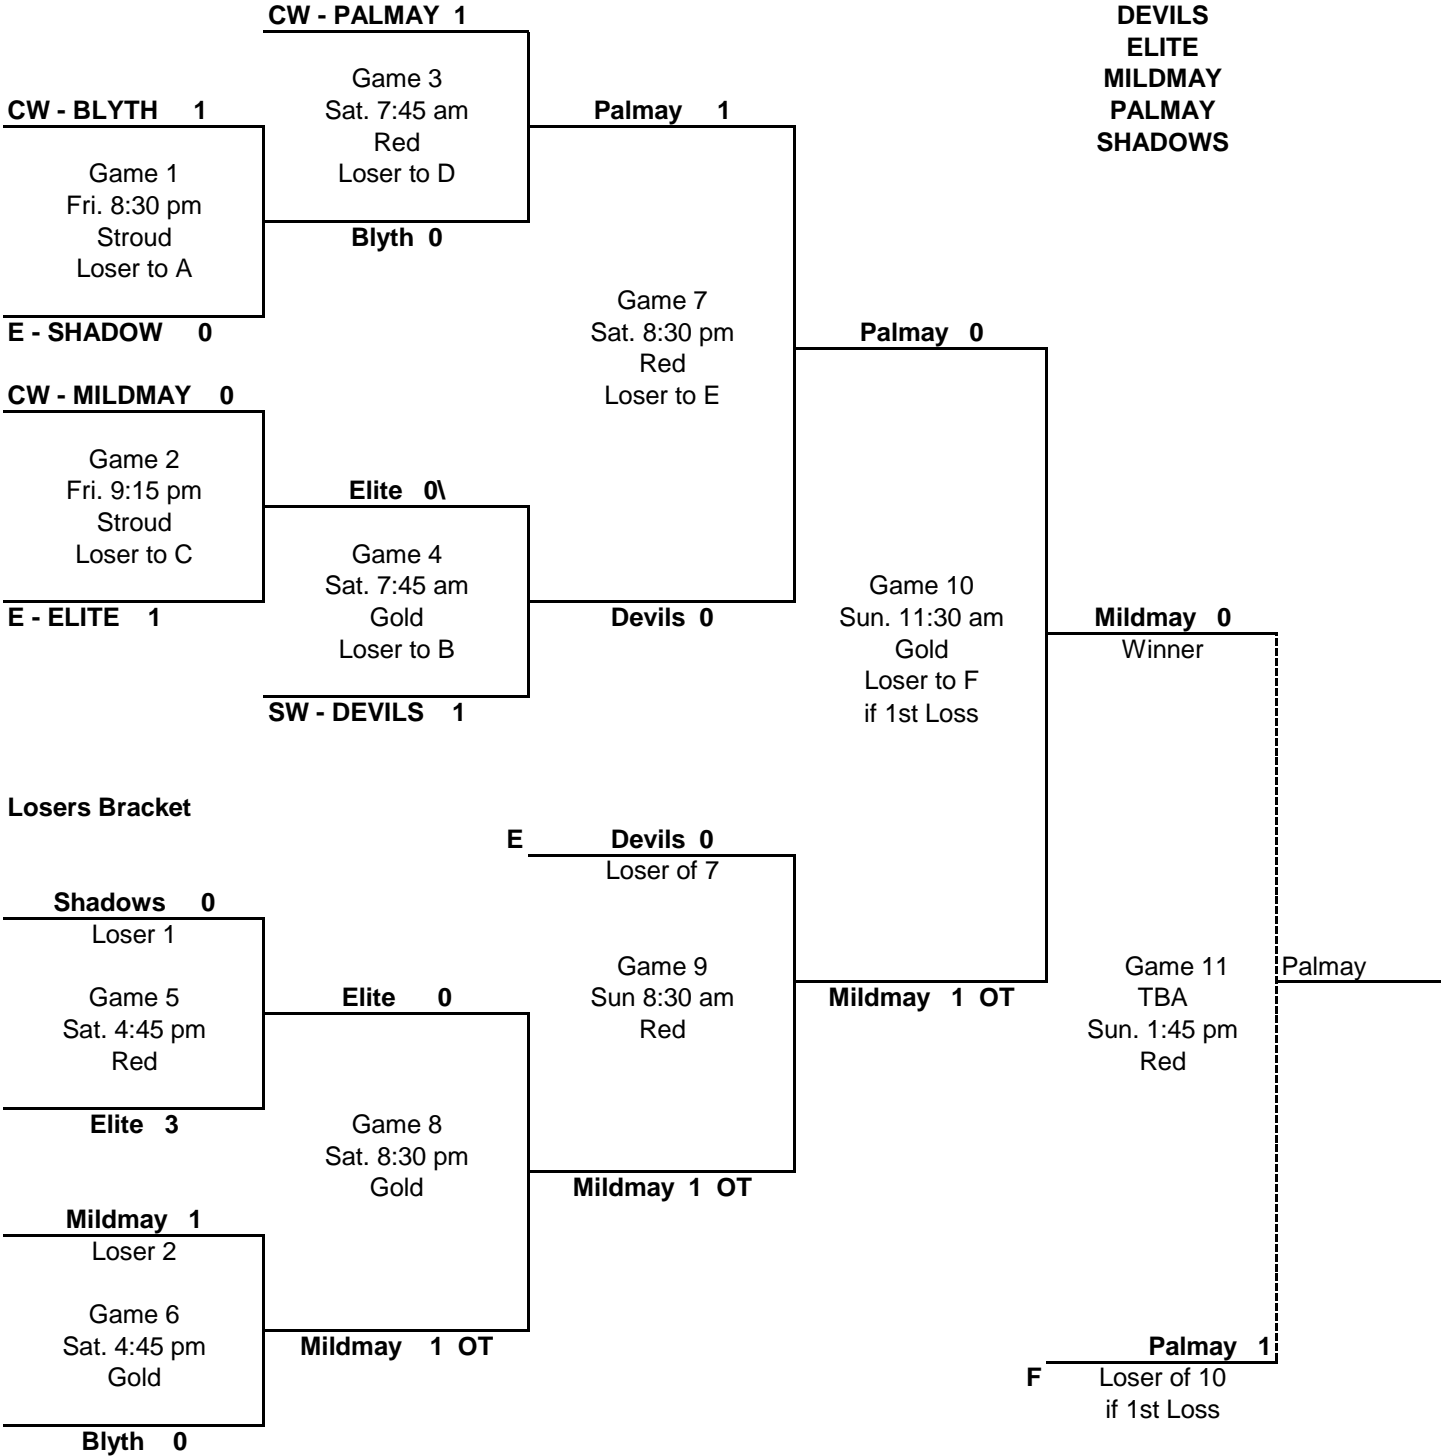 CW - PALMAY 1
DEVILS
ELITE
MILDMAY
PALMAY
SHADOWS
Game 3
Sat. 7:45 am
Red
Loser to D
CW - BLYTH 1
Palmay 1
Game 1
Fri. 8:30 pm
Stroud
Loser to A
Blyth 0
E - SHADOW 0
Game 7
Sat. 8:30 pm
Red
Loser to E
Palmay 0
CW - MILDMAY 0
Game 2
Fri. 9:15 pm
Stroud
Loser to C
Elite 0\
Game 4
Sat. 7:45 am
Gold
Loser to B
E - ELITE 1
Devils 0
Game 10
Sun. 11:30 am
Gold
Loser to F
if 1st Loss
Mildmay 0
Winner
SW - DEVILS 1
Losers Bracket
E Devils 0
Loser of 7
Shadows 0
Loser 1
Game 5
Sat. 4:45 pm
Red
Elite 0
Game 9
Sun 8:30 am
Red
Mildmay 1 OT
Game 11
TBA
Sun. 1:45 pm
Red
Palmay
Elite 3
Game 8
Sat. 8:30 pm
Gold
Mildmay 1 OT
Mildmay 1
Loser 2
Game 6
Sat. 4:45 pm
Gold
Mildmay 1 OT
Palmay 1
F Loser of 10
if 1st Loss
Blyth 0